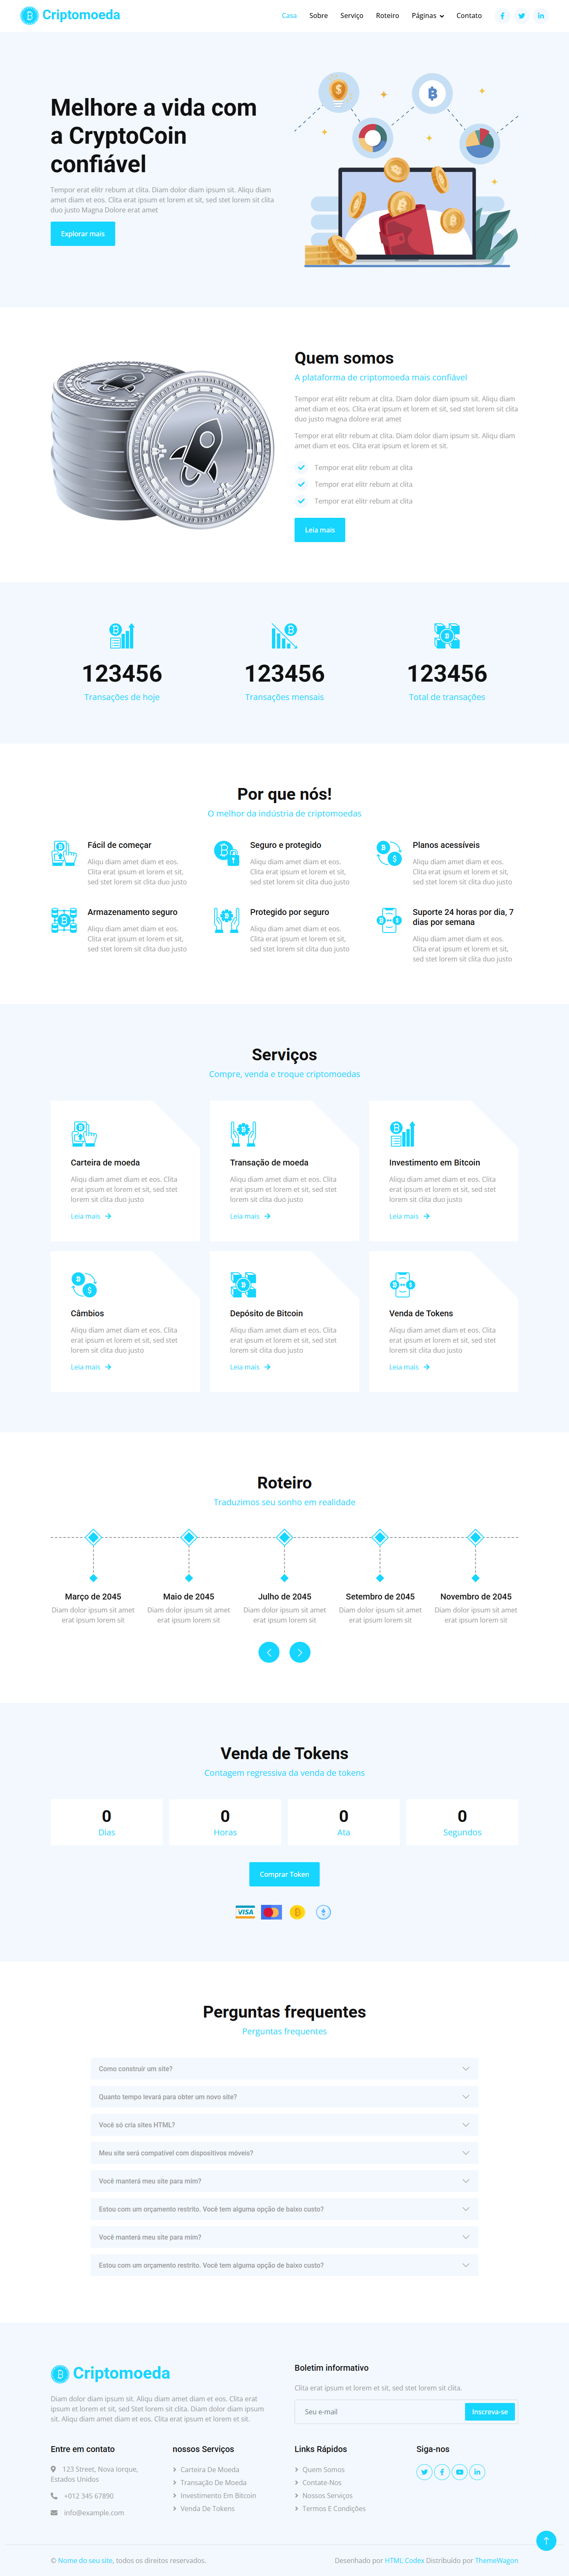 Criptomoeda
Casa Sobre Serviço Roteiro Páginas Contato
Melhore a vida com
a CryptoCoin
confiável
Tempor erat elitr rebum at clita. Diam dolor diam ipsum sit. Aliqu diam
amet diam et eos. Clita erat ipsum et lorem et sit, sed stet lorem sit clita
duo justo Magna Dolore erat amet
Explorar mais
Quem somos
A plataforma de criptomoeda mais confiável
Tempor erat elitr rebum at clita. Diam dolor diam ipsum sit. Aliqu diam
amet diam et eos. Clita erat ipsum et lorem et sit, sed stet lorem sit clita
duo justo magna dolore erat amet
Tempor erat elitr rebum at clita. Diam dolor diam ipsum sit. Aliqu diam
amet diam et eos. Clita erat ipsum et lorem et sit.
Tempor erat elitr rebum at clita
Tempor erat elitr rebum at clita
Tempor erat elitr rebum at clita
Leia mais
123456
Transações de hoje
123456
Transações mensais
123456
Total de transações
Por que nós!
O melhor da indústria de criptomoedas
Fácil de começar
Aliqu diam amet diam et eos.
Clita erat ipsum et lorem et sit,
sed stet lorem sit clita duo justo
Seguro e protegido
Aliqu diam amet diam et eos.
Clita erat ipsum et lorem et sit,
sed stet lorem sit clita duo justo
Planos acessíveis
Aliqu diam amet diam et eos.
Clita erat ipsum et lorem et sit,
sed stet lorem sit clita duo justo
Armazenamento seguro
Aliqu diam amet diam et eos.
Clita erat ipsum et lorem et sit,
sed stet lorem sit clita duo justo
Protegido por seguro
Aliqu diam amet diam et eos.
Clita erat ipsum et lorem et sit,
sed stet lorem sit clita duo justo
Suporte 24 horas por dia, 7
dias por semana
Aliqu diam amet diam et eos.
Clita erat ipsum et lorem et sit,
sed stet lorem sit clita duo justo
Serviços
Compre, venda e troque criptomoedas
Carteira de moeda
Aliqu diam amet diam et eos. Clita
erat ipsum et lorem et sit, sed stet
lorem sit clita duo justo
Leia mais
Transação de moeda
Aliqu diam amet diam et eos. Clita
erat ipsum et lorem et sit, sed stet
lorem sit clita duo justo
Leia mais
Investimento em Bitcoin
Aliqu diam amet diam et eos. Clita
erat ipsum et lorem et sit, sed stet
lorem sit clita duo justo
Leia mais
Câmbios
Aliqu diam amet diam et eos. Clita
erat ipsum et lorem et sit, sed stet
lorem sit clita duo justo
Leia mais
Depósito de Bitcoin
Aliqu diam amet diam et eos. Clita
erat ipsum et lorem et sit, sed stet
lorem sit clita duo justo
Leia mais
Venda de Tokens
Aliqu diam amet diam et eos. Clita
erat ipsum et lorem et sit, sed stet
lorem sit clita duo justo
Leia mais
Roteiro
Traduzimos seu sonho em realidade
Março de 2045
Diam dolor ipsum sit amet
erat ipsum lorem sit
Maio de 2045
Diam dolor ipsum sit amet
erat ipsum lorem sit
Julho de 2045
Diam dolor ipsum sit amet
erat ipsum lorem sit
Setembro de 2045
Diam dolor ipsum sit amet
erat ipsum lorem sit
Novembro de 2045
Diam dolor ipsum sit amet
erat ipsum lorem sit
Venda de Tokens
Contagem regressiva da venda de tokens
0
Dias
0
Horas
0
Ata
0
Segundos
Comprar Token
VISA
Perguntas frequentes
Perguntas frequentes
Como construir um site?
Quanto tempo levará para obter um novo site?
Você só cria sites HTML?
Meu site será compatível com dispositivos móveis?
Você manterá meu site para mim?
Estou com um orçamento restrito. Você tem alguma opção de baixo custo?
Você manterá meu site para mim?
Estou com um orçamento restrito. Você tem alguma opção de baixo custo?
Criptomoeda
Diam dolor diam ipsum sit. Aliqu diam amet diam et eos. Clita erat
ipsum et lorem et sit, sed Stet lorem sit clita. Diam dolor diam ipsum
sit. Aliqu diam amet diam et eos. Clita erat ipsum et lorem et sit.
Boletim informativo
Clita erat ipsum et lorem et sit, sed stet lorem sit clita.
Seu e-mail
Inscreva-se
Entre em contato
123 Street, Nova Iorque,
Estados Unidos
+012 345 67890
info@example.com
nossos Serviços
Carteira De Moeda
Transação De Moeda
Investimento Em Bitcoin
Venda De Tokens
Links Rápidos
Quem Somos
Contate-Nos
Nossos Serviços
Termos E Condições
Siga-nos
© Nome do seu site, todos os direitos reservados.
Desenhado por HTML Codex Distribuído por ThemeWagon